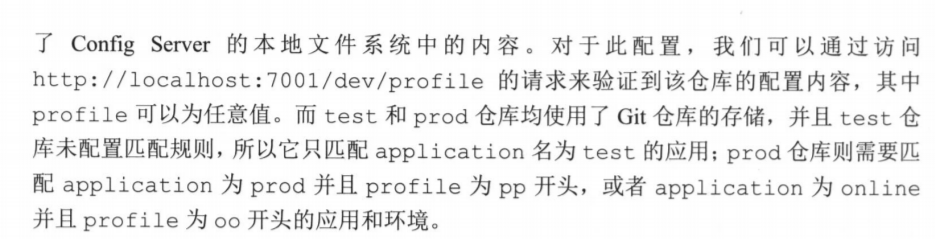 了 Config Server 的本地文件系统中的内容。对于此配置，我们可以通过访问
http://localhost:7001/dev/profile 的请求来验证到该仓库的配置内容，其中
profile 可以为任意值。而 test 和 prod 仓库均使用了 Git 仓库的存储，并且 test 仓
库未配置匹配规则，所以它只匹配 application 名为 test 的应用；prod 仓库则需要匹
配 application 为 prod 并且 profile 为 pp 开头，或者 application 为 online
并且 profile 为 oo 开头的应用和环境。